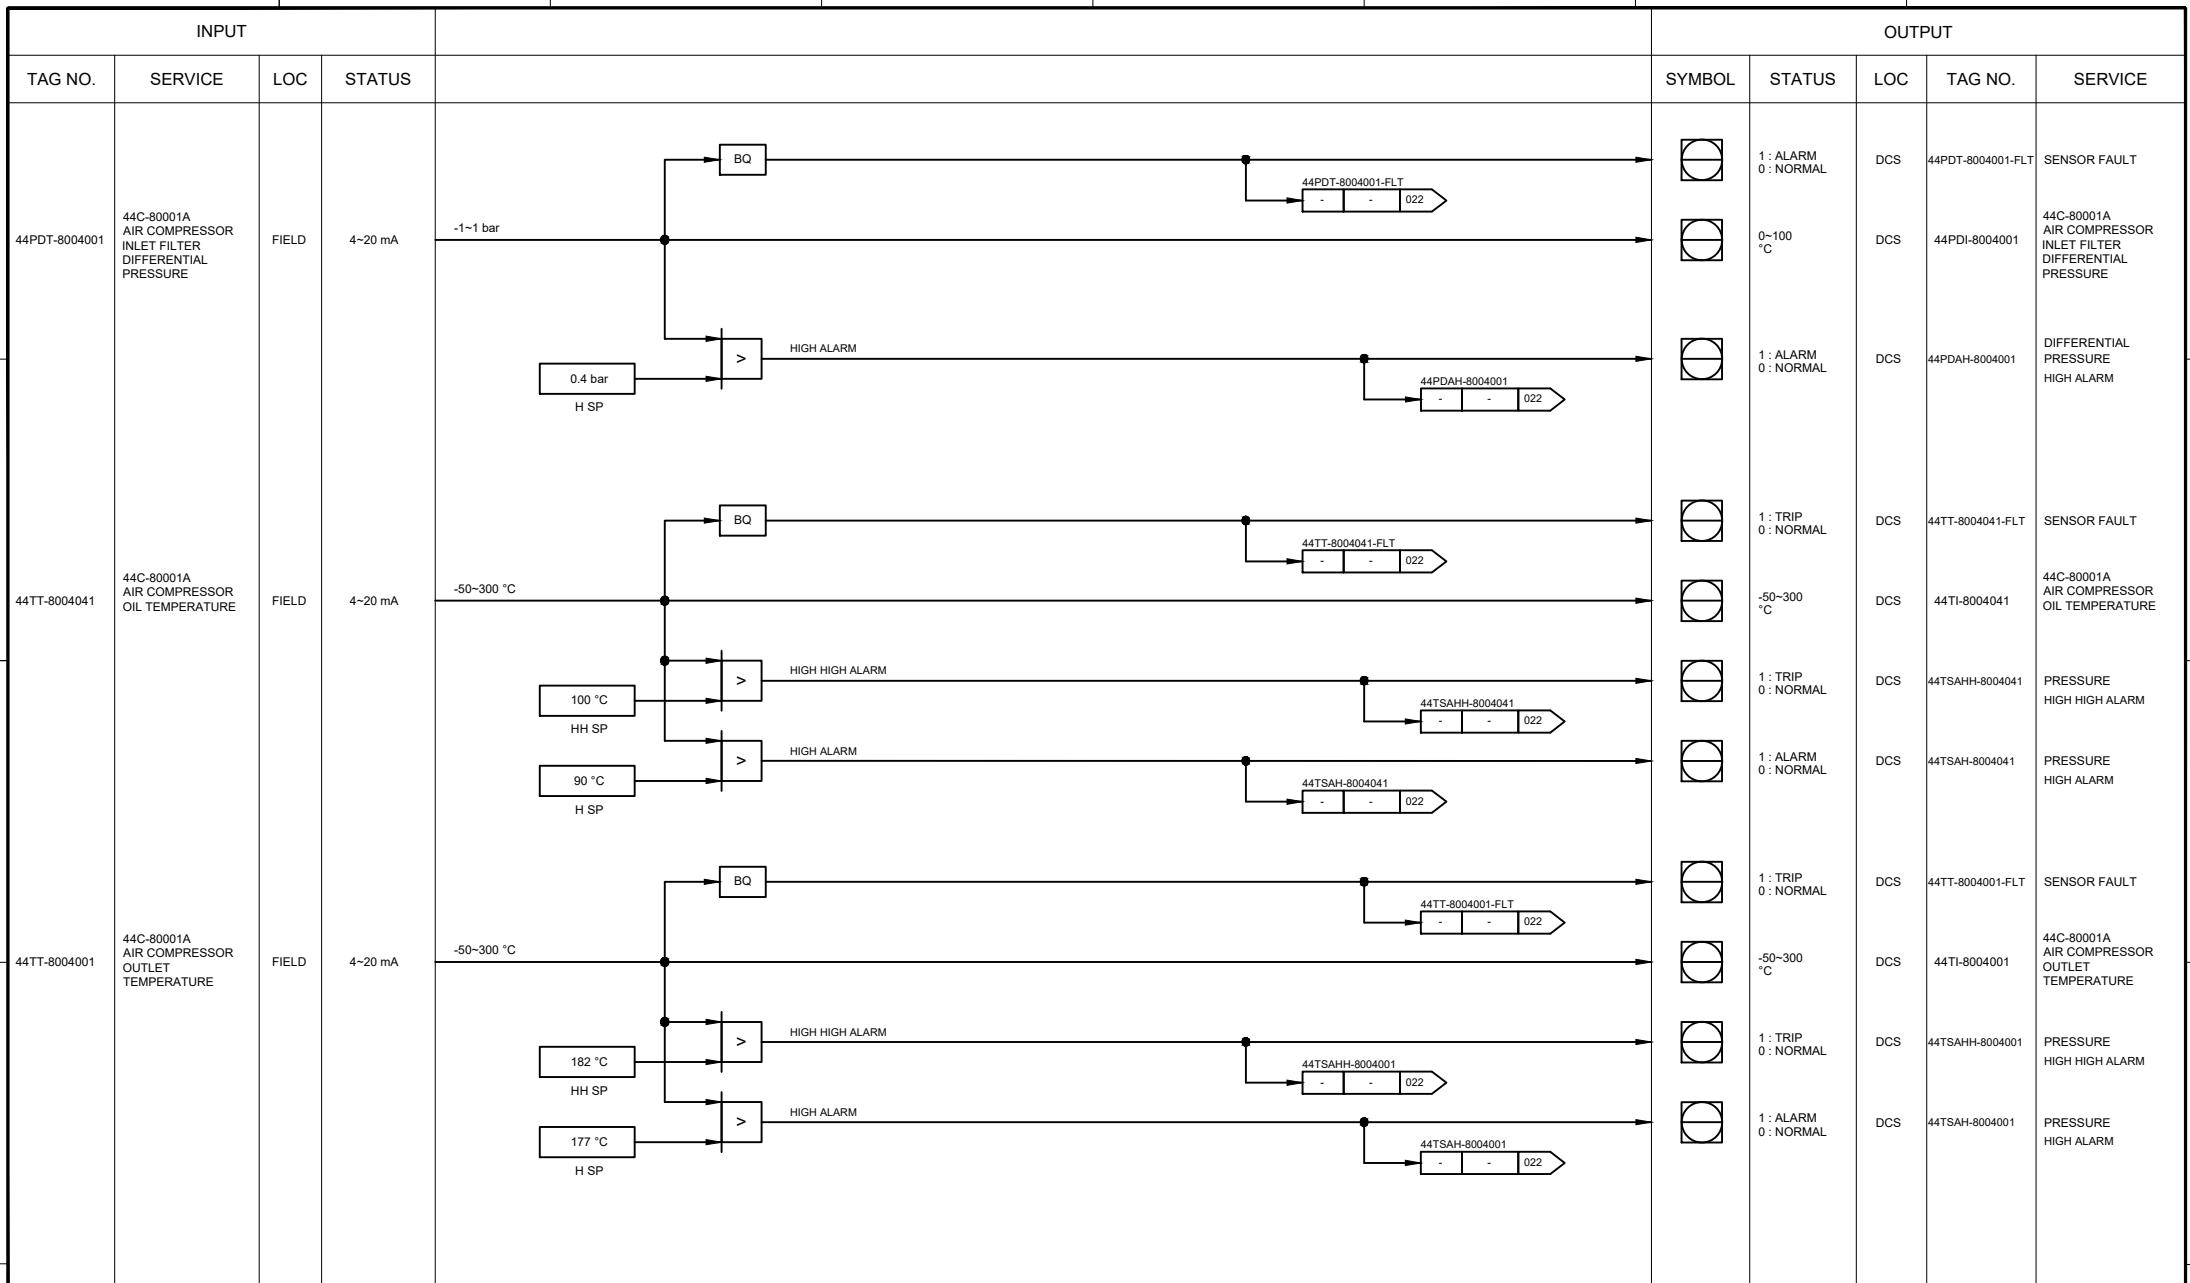 INPUT
OUTPUT
TAG NO.
SERVICE
LOC
STATUS
SYMBOL
STATUS
LOC
TAG NO.
SERVICE
BQ
1 : ALARM
0 : NORMAL
DCS
44PDT-8004001-FLT
SENSOR FAULT
44PDT-8004001-FLT
- - 022
44PDT-8004001
44C-80001A
AIR COMPRESSOR
INLET FILTER
DIFFERENTIAL
PRESSURE
FIELD
4~20 mA
-1~1 bar
0~100
°C
DCS
44PDI-8004001
44C-80001A
AIR COMPRESSOR
INLET FILTER
DIFFERENTIAL
PRESSURE
>
HIGH ALARM
0.4 bar
H SP
44PDAH-8004001
- - 022
1 : ALARM
0 : NORMAL
DCS
44PDAH-8004001
DIFFERENTIAL
PRESSURE
HIGH ALARM
BQ
44TT-8004041-FLT
- - 022
1 : TRIP
0 : NORMAL
DCS
44TT-8004041-FLT
SENSOR FAULT
44TT-8004041
44C-80001A
AIR COMPRESSOR
OIL TEMPERATURE
FIELD
4~20 mA
-50~300 °C
-50~300
°C
DCS
44TI-8004041
44C-80001A
AIR COMPRESSOR
OIL TEMPERATURE
>
HIGH HIGH ALARM
100 °C
HH SP
44TSAHH-8004041
- - 022
1 : TRIP
0 : NORMAL
DCS
44TSAHH-8004041
PRESSURE
HIGH HIGH ALARM
>
HIGH ALARM
90 °C
H SP
44TSAH-8004041
- - 022
1 : ALARM
0 : NORMAL
DCS
44TSAH-8004041
PRESSURE
HIGH ALARM
BQ
44TT-8004001-FLT
- - 022
1 : TRIP
0 : NORMAL
DCS
44TT-8004001-FLT
SENSOR FAULT
44TT-8004001
44C-80001A
AIR COMPRESSOR
OUTLET
TEMPERATURE
FIELD
4~20 mA
-50~300 °C
-50~300
°C
DCS
44TI-8004001
44C-80001A
AIR COMPRESSOR
OUTLET
TEMPERATURE
>
HIGH HIGH ALARM
182 °C
HH SP
44TSAHH-8004001
- - 022
1 : TRIP
0 : NORMAL
DCS
44TSAHH-8004001
PRESSURE
HIGH HIGH ALARM
>
HIGH ALARM
177 °C
H SP
44TSAH-8004001
- - 022
1 : ALARM
0 : NORMAL
DCS
44TSAH-8004001
PRESSURE
HIGH ALARM